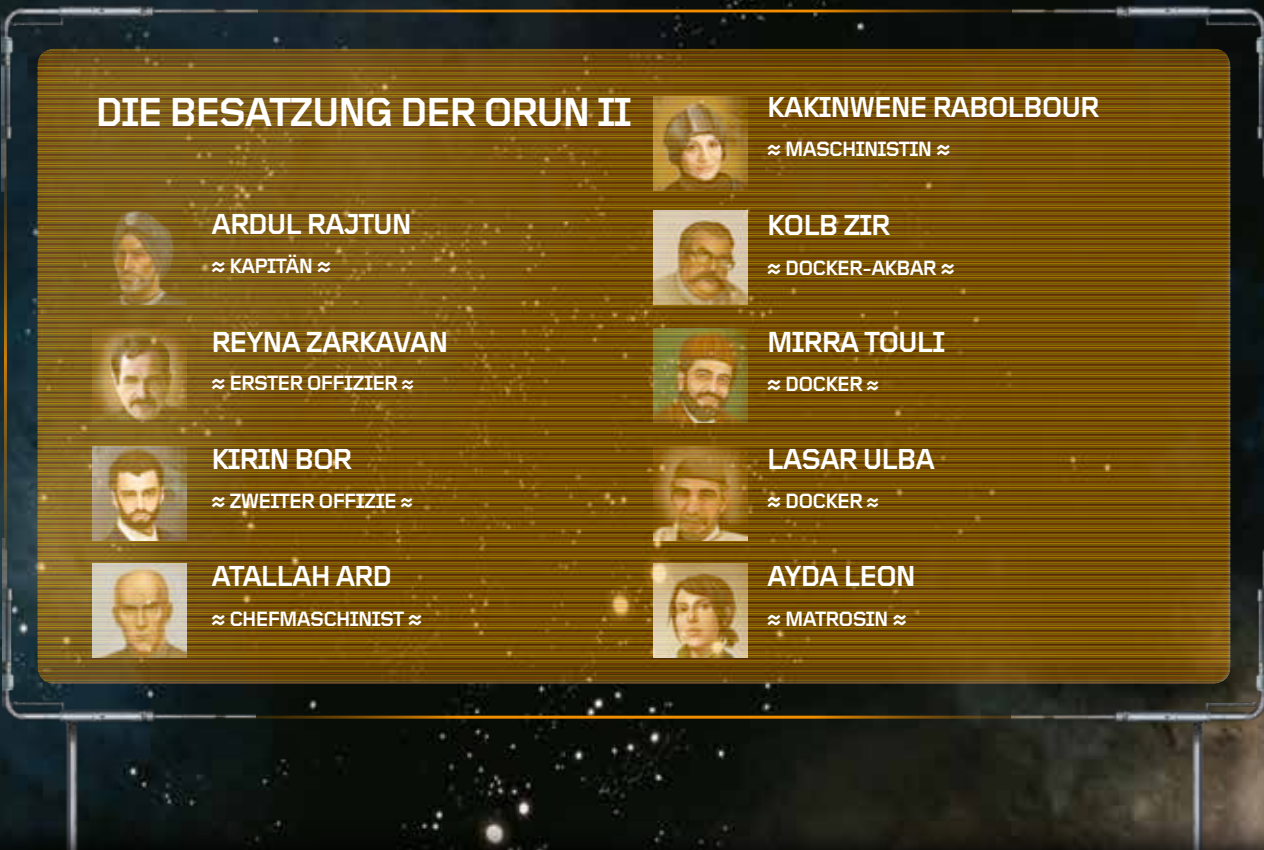 DIE BESATZUNG DER ORUN II
ARDUL RAJTUN
≈ KAPITÄN ≈
REYNA ZARKAVAN
≈ ERSTER OFFIZIER ≈
KIRIN BOR
≈ ZWEITER OFFIZIE ≈
ATALLAH ARD
≈ CHEFMASCHINIST ≈
KAKINWENE RABOLBOUR
≈ MASCHINISTIN ≈
KOLB ZIR
≈ DOCKER-AKBAR ≈
MIRRA TOULI
≈ DOCKER ≈
LASAR ULBA
≈ DOCKER ≈
AYDA LEON
≈ MATROSIN ≈